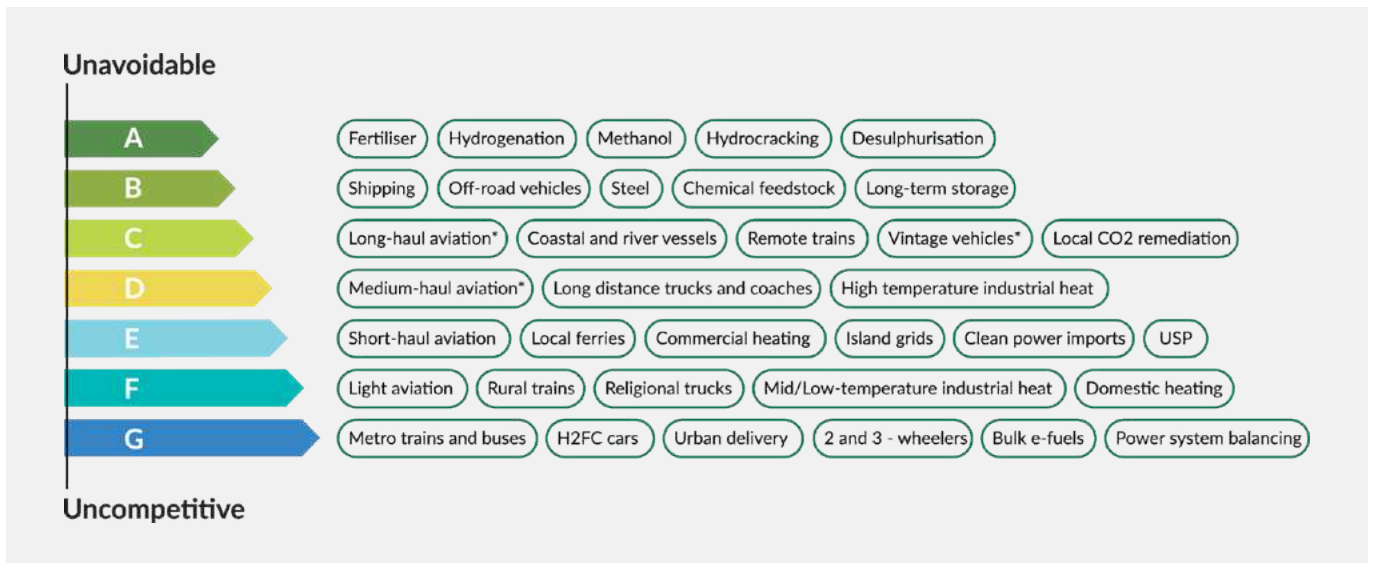 Unavoidable
A Fertiliser Hydrogenation Methanol Hydrocracking Desulphurisation
B Shipping Off-road vehicles Steel Chemical feedstock Long-term storage
C Long-haul aviation* Coastal and river vessels Remote trains Vintage vehicles* Local CO2 remediation
D Medium-haul aviation* Long distance trucks and coaches High temperature industrial heat
E Short-haul aviation Local ferries Commercial heating Island grids Clean power imports USP
F Light aviation Rural trains Religional trucks Mid/Low-temperature industrial heat Domestic heating
G Metro trains and buses H2FC cars Urban delivery 2 and 3 - wheelers Bulk e-fuels Power system balancing
Uncompetitive